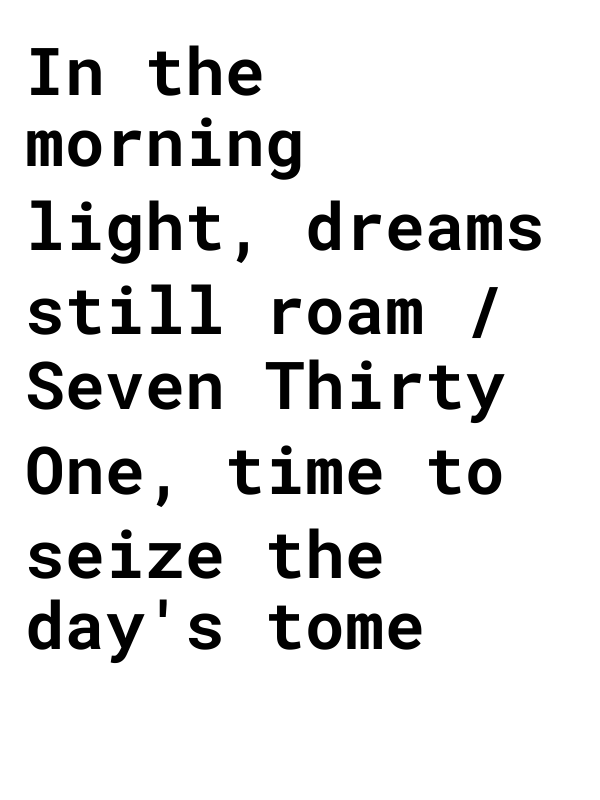 In the
morning
light, dreams
still roam /
Seven Thirty
One, time to
seize the
day's tome